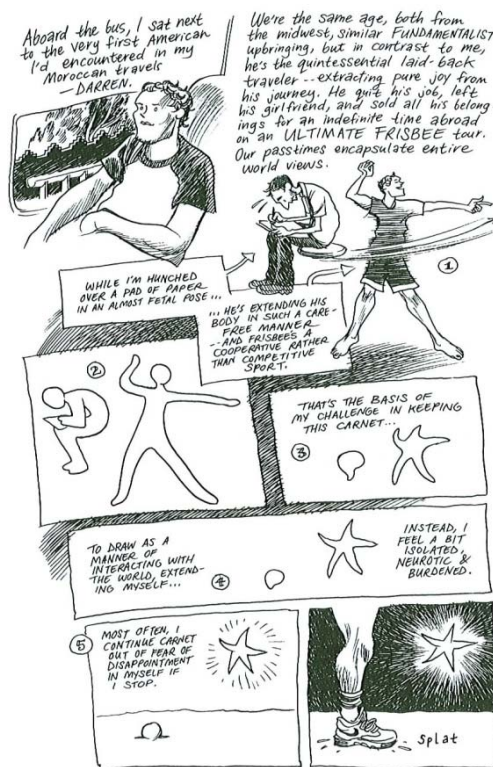 Aboard the bus, I sat next
to the very first American
I'd encountered in my
Moroccan travels
—DARREN.
We're the same age, both from
the midwest, similar FUNDAMENTALIST
upbringing, but in contrast to me,
he's the quintessential laid-back
traveler -- extracting pure joy from
his journey. He quit his job, left
his girlfriend, and sold all his belong
ings for an indefinite time abroad
on an ULTIMATE FRISBEE tour.
Our passtimes encapsulate entire
world views.
1
WHILE I'M HUNCHED
OVER A PAD OF PAPER
IN AN ALMOST FETAL POSE...
...HE'S EXTENDING HIS
BODY IN SUCH A CARE-
FREE MANNER
--AND FRISBEE'S A
COOPERATIVE RATHER
THAN COMPETITIVE
SPORT.
2
THAT'S THE BASIS OF
MY CHALLENGE IN KEEPING
THIS CARNET...
3
TO DRAW AS A
MANNER OF
INTERACTING WITH
THE WORLD, EXTEND-
ING MYSELF...
4
INSTEAD, I
FEEL A BIT
ISOLATED,
NEUROTIC &
BURDENED.
5
MOST OFTEN, I
CONTINUE CARNET
OUT OF FEAR OF
DISAPPOINTMENT
IN MYSELF IF
I STOP.
splat